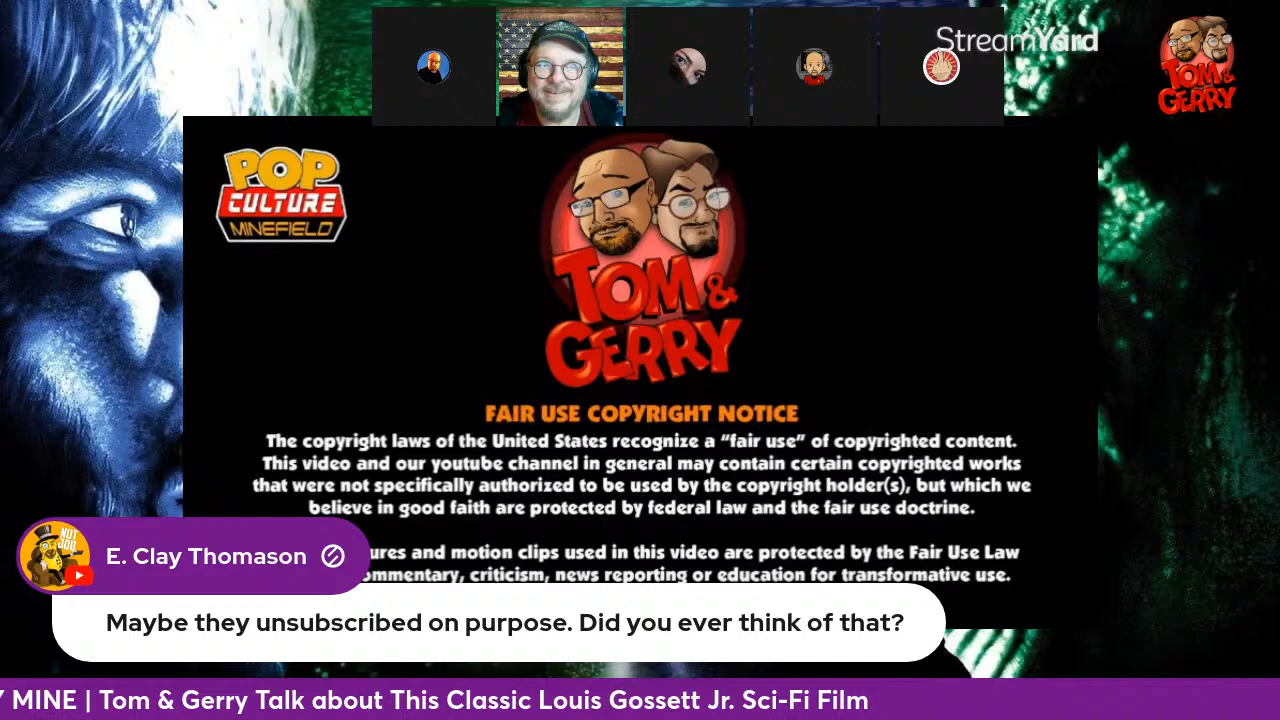 StreamYard
TOM &
GERRY
POP
CULTURE
MINEFIELD
TOM &
GERRY
FAIR USE COPYRIGHT NOTICE
The copyright laws of the United States recognize a “fair use” of copyrighted content.
This video and our youtube channel in general may contain certain copyrighted works
that were not specifically authorized to be used by the copyright holder(s), but which we
believe in good faith are protected by federal law and the fair use doctrine.
and motion clips used in this video are protected by the Fair Use Law
criticism, news reporting or education for transformative use.
NUT
JOB
E. Clay Thomason
Maybe they unsubscribed on purpose. Did you ever think of that?
MINE | Tom & Gerry Talk about This Classic Louis Gossett Jr. Sci-Fi Film